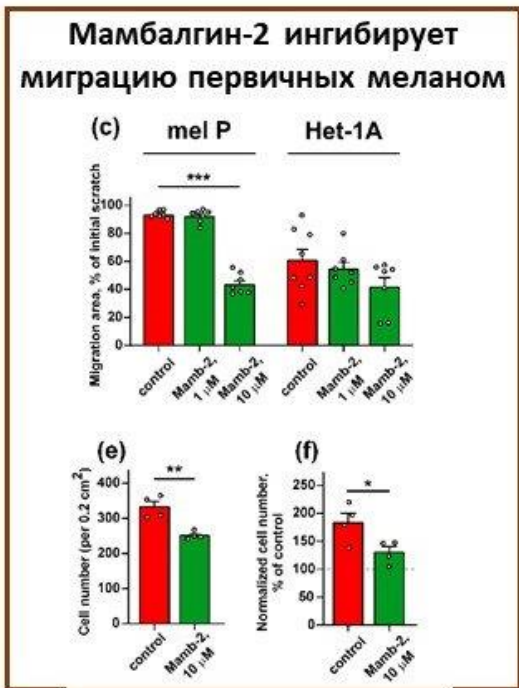 Мамбалгин-2 ингибирует
миграцию первичных меланом
(c)
mel P
Het-1A
***
Migration area, % of initial scratch
100
80
60
40
20
0
control
Mamb-2,
1 μM
Mamb-2,
10 μM
control
Mamb-2,
1 μM
Mamb-2,
10 μM
(e)
**
Cell number (per 0.2 cm²)
400
300
200
100
0
control
Mamb-2,
10 μM
(f)
*
Normalized cell number,
% of control
250
200
150
100
50
0
control
Mamb-2,
10 μM